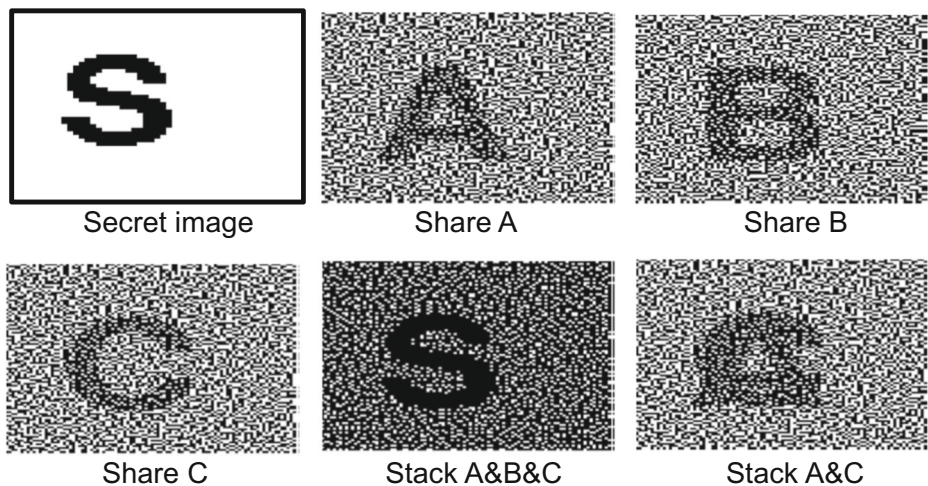 S
A
B
Secret image
Share A
Share B
C
S
Share C
Stack A&B&C
Stack A&C